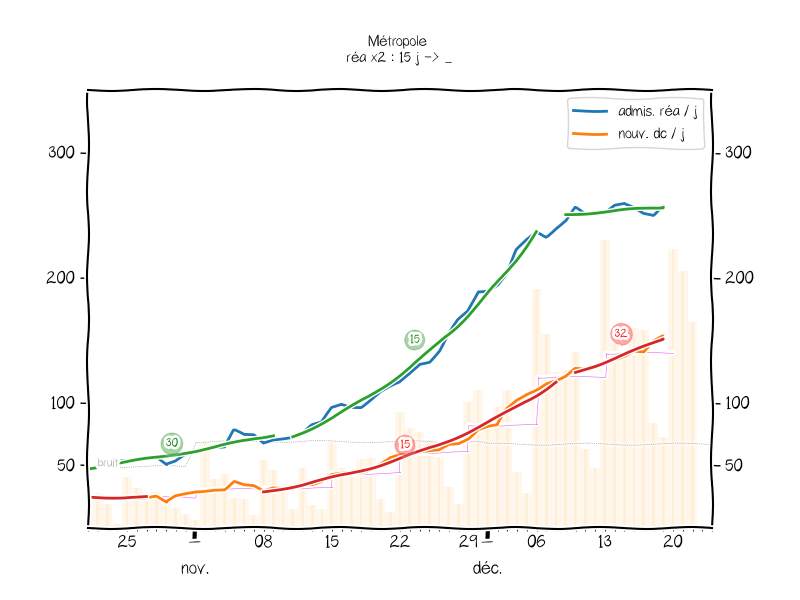 Métropole
réa x2 : 15 j -> _
admis. réa / j
nouv. dc / j
300
300
200
200
100
100
50
50
15
32
30
15
bruit
25
08
15
22
29
06
13
20
nov.
déc.